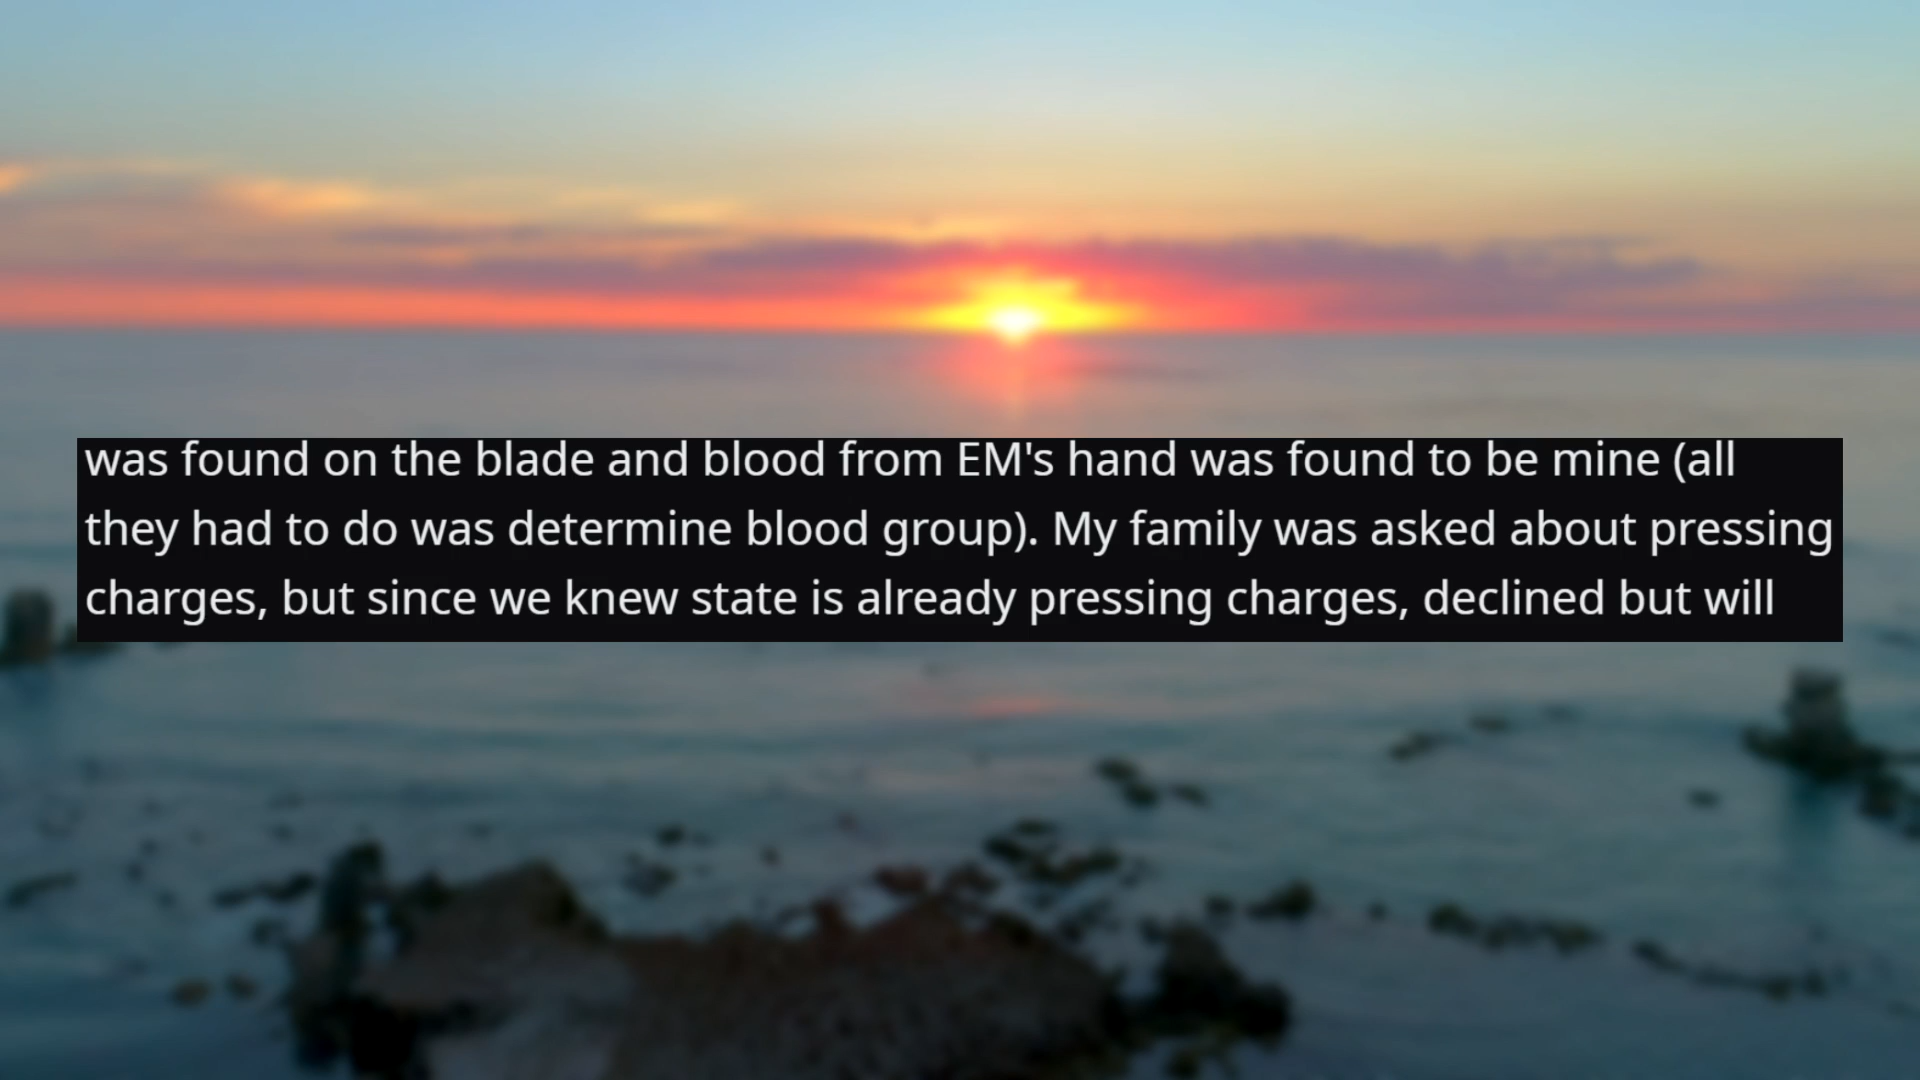 was found on the blade and blood from EM's hand was found to be mine (all
they had to do was determine blood group). My family was asked about pressing
charges, but since we knew state is already pressing charges, declined but will